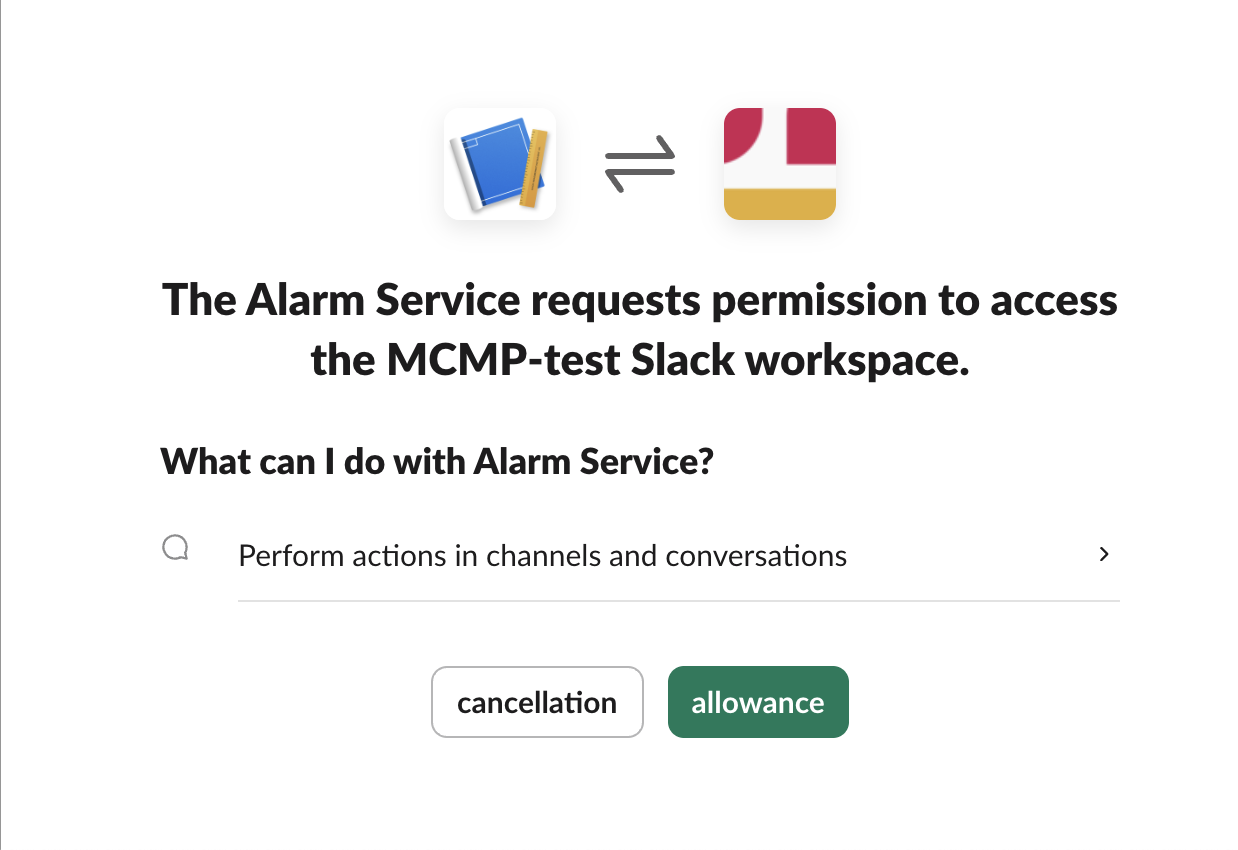 The Alarm Service requests permission to access
the MCMP-test Slack workspace.
What can I do with Alarm Service?
Perform actions in channels and conversations
cancellation
allowance